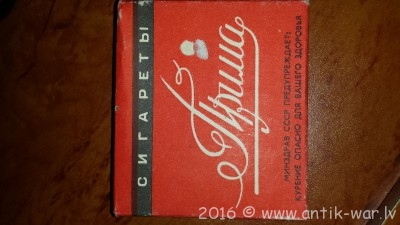 СИГАРЕТЫ
Прима
МИНЗДРАВ СССР ПРЕДУПРЕЖДАЕТ:
КУРЕНИЕ ОПАСНО ДЛЯ ВАШЕГО ЗДОРОВЬЯ
2016 © www.antik-war.lv